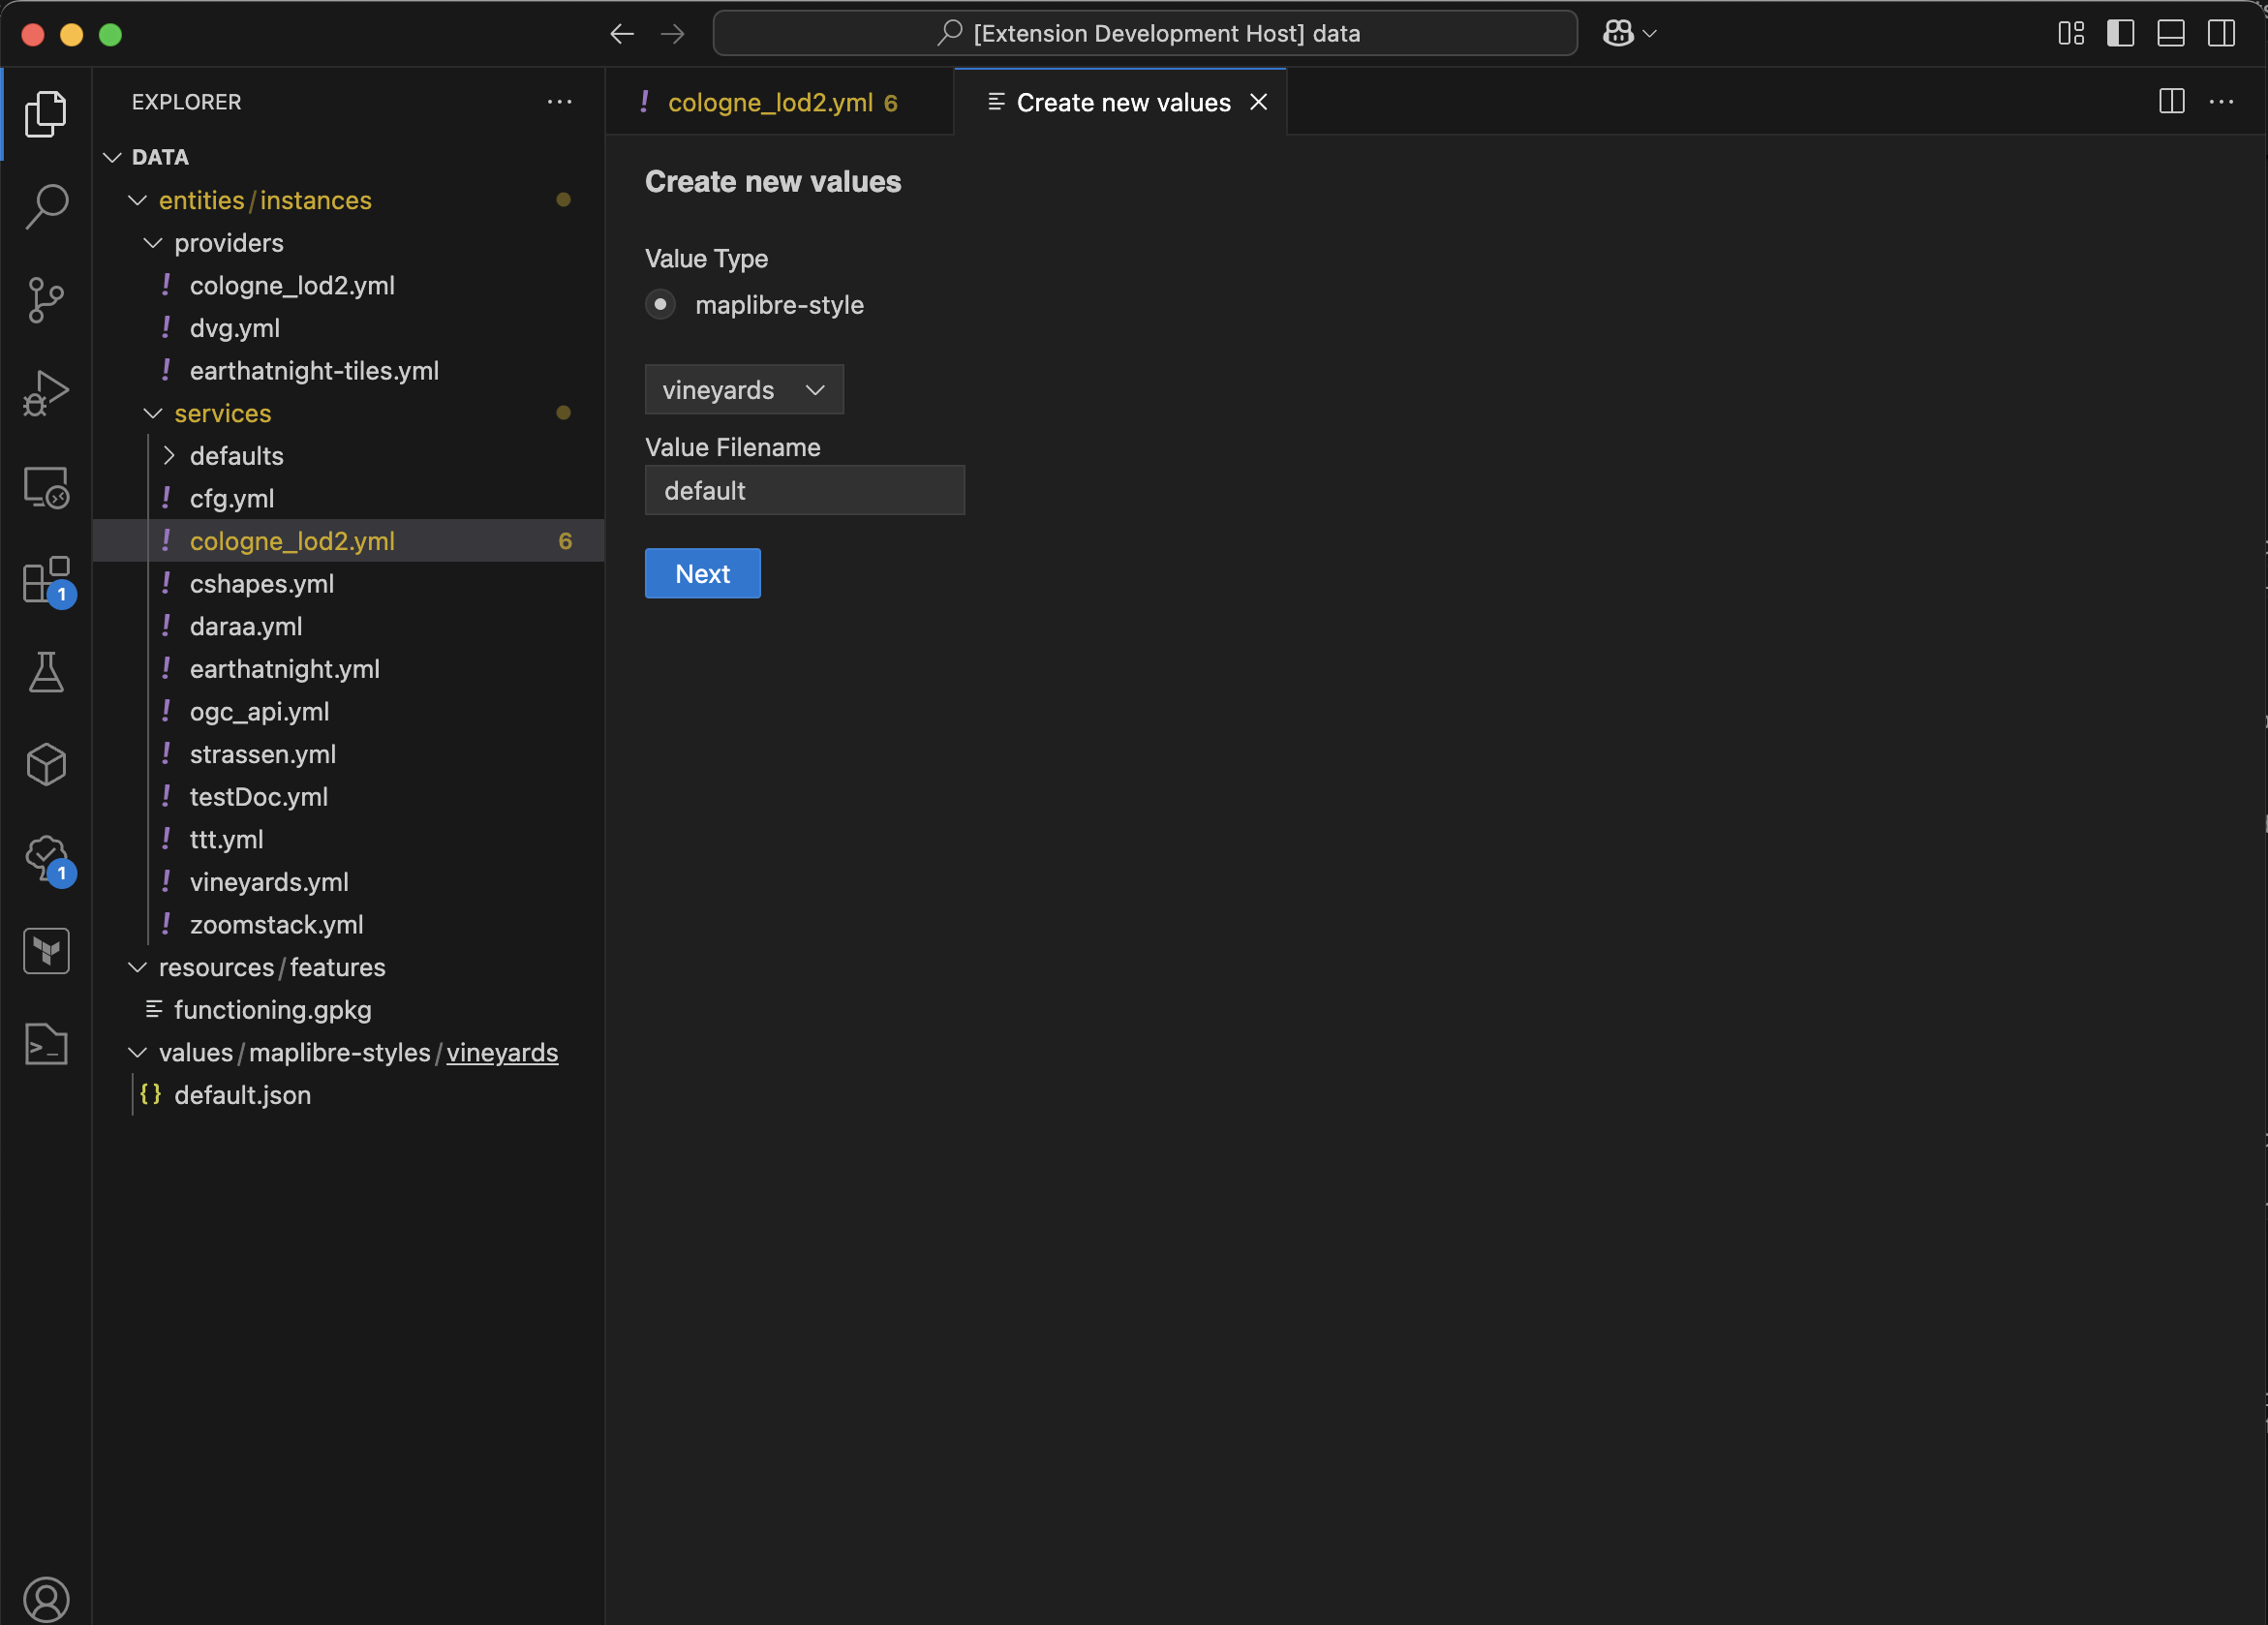 [Extension Development Host] data
EXPLORER
DATA
entities/instances
providers
! cologne_lod2.yml
! dvg.yml
! earthatnight-tiles.yml
services
defaults
! cfg.yml
! cologne_lod2.yml 6
! cshapes.yml
! daraa.yml
! earthatnight.yml
! ogc_api.yml
! strassen.yml
! testDoc.yml
! ttt.yml
! vineyards.yml
! zoomstack.yml
resources/features
functioning.gpkg
values/maplibre-styles/vineyards
{} default.json
1
1
! cologne_lod2.yml 6
Create new values
Create new values
Value Type
maplibre-style
vineyards
Value Filename
default
Next